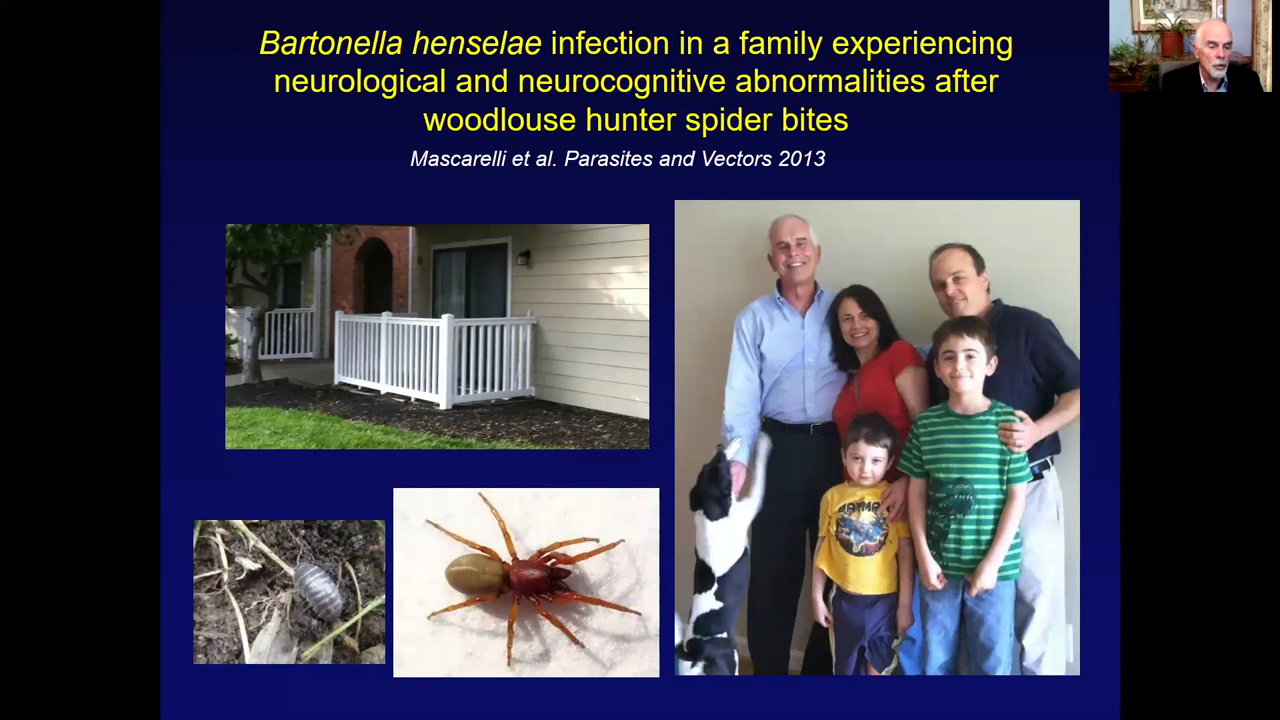 Bartonella henselae infection in a family experiencing
neurological and neurocognitive abnormalities after
woodlouse hunter spider bites
Mascarelli et al. Parasites and Vectors 2013
BATMAN